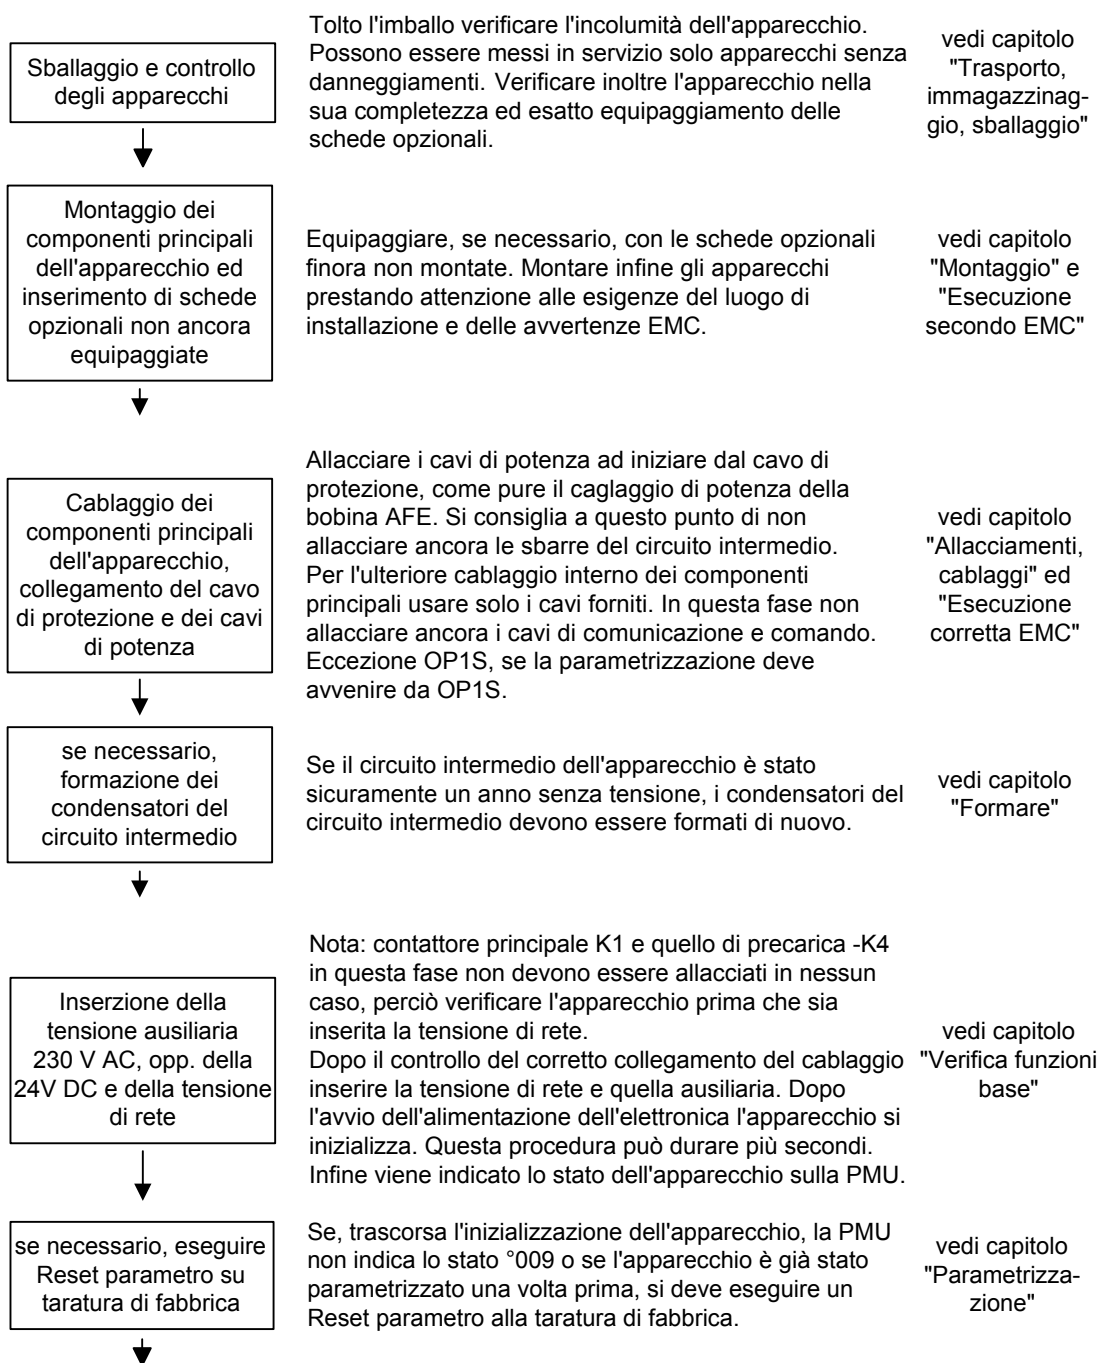 Sballaggio e controllo
degli apparecchi
Tolto l'imballo verificare l'incolumità dell'apparecchio.
Possono essere messi in servizio solo apparecchi senza
danneggiamenti. Verificare inoltre l'apparecchio nella
sua completezza ed esatto equipaggiamento delle
schede opzionali.
vedi capitolo
"Trasporto,
immagazzinag-
gio, sballaggio"
Montaggio dei
componenti principali
dell'apparecchio ed
inserimento di schede
opzionali non ancora
equipaggiate
Equipaggiare, se necessario, con le schede opzionali
finora non montate. Montare infine gli apparecchi
prestando attenzione alle esigenze del luogo di
installazione e delle avvertenze EMC.
vedi capitolo
"Montaggio" e
"Esecuzione
secondo EMC"
Cablaggio dei
componenti principali
dell'apparecchio,
collegamento del cavo
di protezione e dei cavi
di potenza
Allacciare i cavi di potenza ad iniziare dal cavo di
protezione, come pure il caglaggio di potenza della
bobina AFE. Si consiglia a questo punto di non
allacciare ancora le sbarre del circuito intermedio.
Per l'ulteriore cablaggio interno dei componenti
principali usare solo i cavi forniti. In questa fase non
allacciare ancora i cavi di comunicazione e comando.
Eccezione OP1S, se la parametrizzazione deve
avvenire da OP1S.
vedi capitolo
"Allacciamenti,
cablaggi" ed
"Esecuzione
corretta EMC"
se necessario,
formazione dei
condensatori del
circuito intermedio
Se il circuito intermedio dell'apparecchio è stato
sicuramente un anno senza tensione, i condensatori del
circuito intermedio devono essere formati di nuovo.
vedi capitolo
"Formare"
Inserzione della
tensione ausiliaria
230 V AC, opp. della
24V DC e della tensione
di rete
Nota: contattore principale K1 e quello di precarica -K4
in questa fase non devono essere allacciati in nessun
caso, perciò verificare l'apparecchio prima che sia
inserita la tensione di rete.
Dopo il controllo del corretto collegamento del cablaggio
inserire la tensione di rete e quella ausiliaria. Dopo
l'avvio dell'alimentazione dell'elettronica l'apparecchio si
inizializza. Questa procedura può durare più secondi.
Infine viene indicato lo stato dell'apparecchio sulla PMU.
vedi capitolo
"Verifica funzioni
base"
se necessario, eseguire
Reset parametro su
taratura di fabbrica
Se, trascorsa l'inizializzazione dell'apparecchio, la PMU
non indica lo stato °009 o se l'apparecchio è già stato
parametrizzato una volta prima, si deve eseguire un
Reset parametro alla taratura di fabbrica.
vedi capitolo
"Parametrizza-
zione"